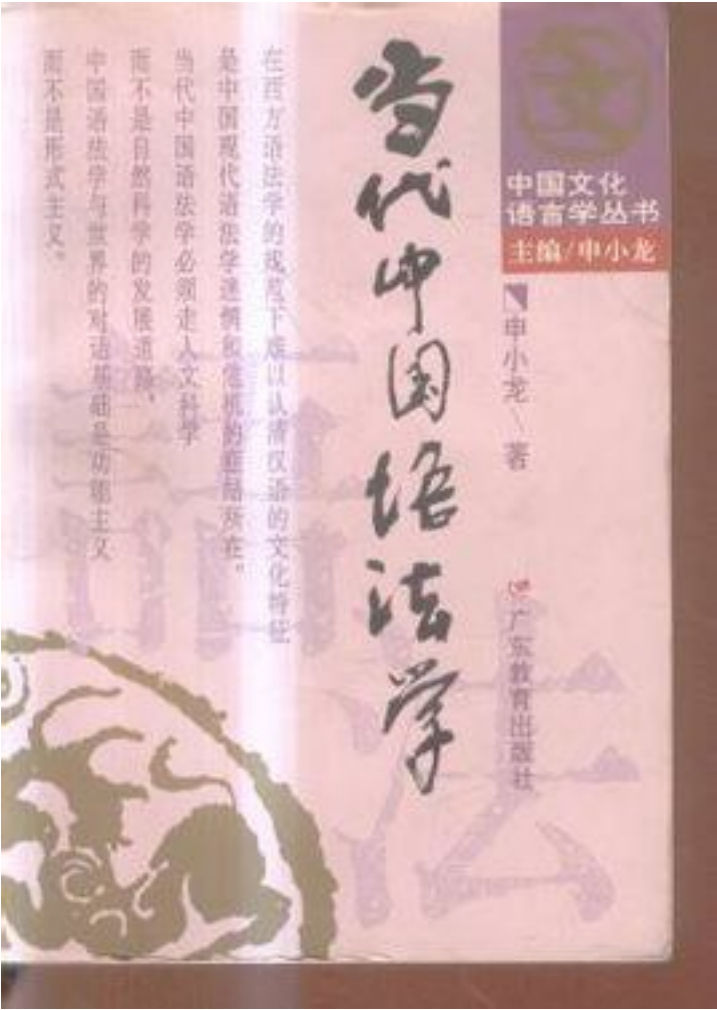 中国文化
语言学丛书
主编/申小龙
申小龙\著
广东教育出版社
当代中国语法学
在西方语法学的规范下难以认清汉语的文化特征
是中国现代语法学迷惘和危机的症结所在。
当代中国语法学必须走人文科学
而不是自然科学的发展道路,
中国语法学与世界的对话基础是功能主义
而不是形式主义。
语法